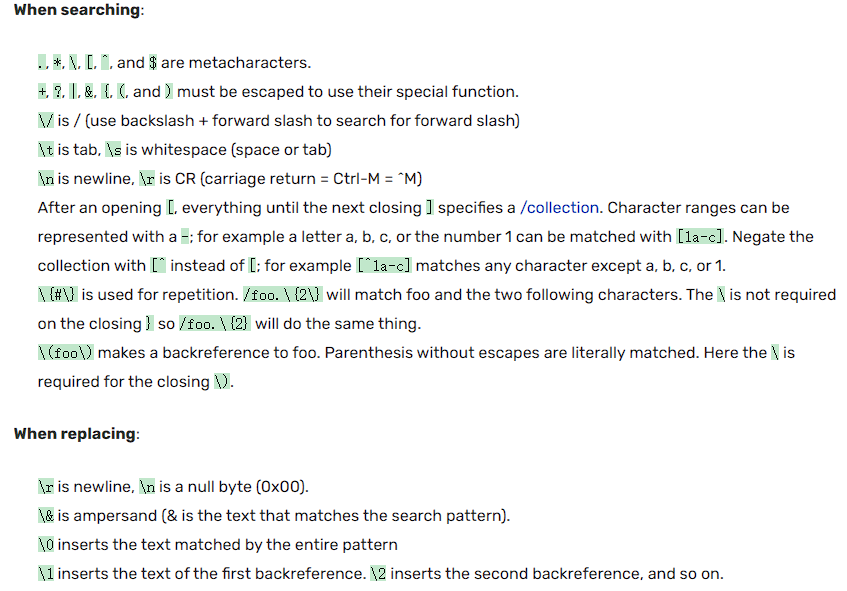 When searching:
., *, \, [, ^, and $ are metacharacters.
+, ?, |, &, {, (, and ) must be escaped to use their special function.
\/ is / (use backslash + forward slash to search for forward slash)
\t is tab, \s is whitespace (space or tab)
\n is newline, \r is CR (carriage return = Ctrl-M = ^M)
After an opening [, everything until the next closing ] specifies a /collection. Character ranges can be
represented with a -; for example a letter a, b, c, or the number 1 can be matched with [1a-c]. Negate the
collection with [^ instead of [; for example [^1a-c] matches any character except a, b, c, or 1.
\{#\} is used for repetition. /foo.\{2\} will match foo and the two following characters. The \ is not required
on the closing } so /foo.\{2} will do the same thing.
\(foo\) makes a backreference to foo. Parenthesis without escapes are literally matched. Here the \ is
required for the closing \).
When replacing:
\r is newline, \n is a null byte (0x00).
\& is ampersand (& is the text that matches the search pattern).
\0 inserts the text matched by the entire pattern
\1 inserts the text of the first backreference. \2 inserts the second backreference, and so on.